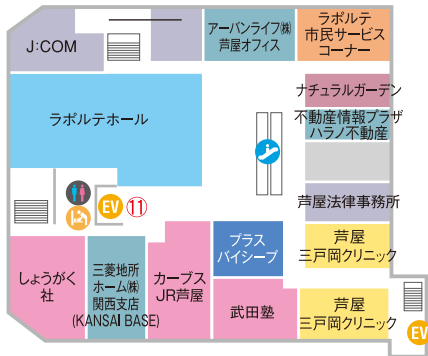 J:COM
アーバンライフ㈱
芦屋オフィス
ラポルテ
市民サービス
コーナー
ラポルテホール
ナチュラルガーデン
不動産情報プラザ
ハラノ不動産
芦屋法律事務所
EV
⑪
プラス
バイシープ
芦屋
三戸岡クリニック
しょうがく
社
三菱地所
ホーム㈱
関西支店
(KANSAI BASE)
カーブス
JR芦屋
武田塾
芦屋
三戸岡クリニック
EV